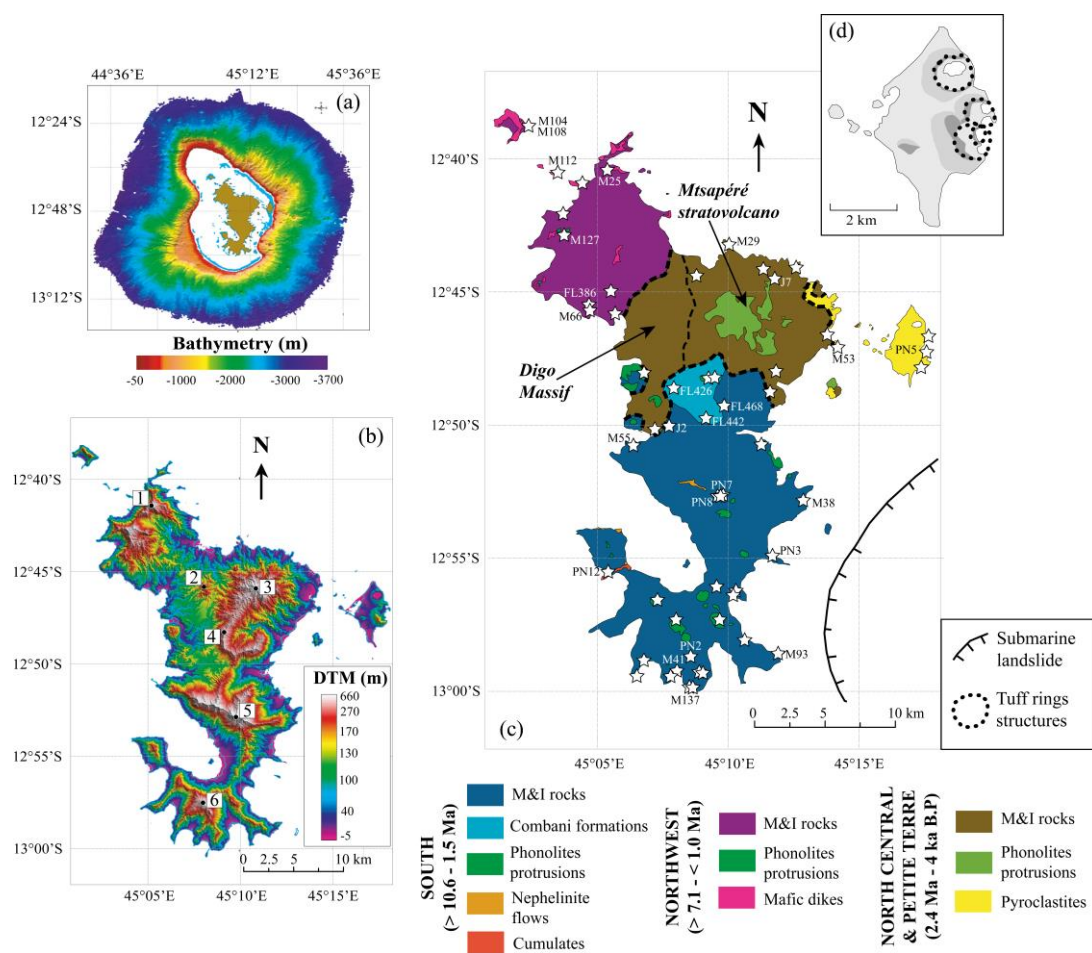 (a)
44°36'E 45°12'E 45°36'E
12°24'S
12°48'S
13°12'S
Bathymetry (m)
-50 -1000 -2000 -3000 -3700
(b)
N
12°40'S
12°45'S
12°50'S
12°55'S
13°00'S
1
2
3
4
5
6
DTM (m)
660
270
170
130
100
40
-5
0 2.5 5 10 km
45°05'E 45°10'E 45°15'E
(c)
N
12°40'S
12°45'S
12°50'S
12°55'S
13°00'S
M104
M108
M112
M25
Mtsapéré
stratovolcano
M29
M127
J7
FL386
M66
PN5
M53
Digo
Massif
FL426
FL468
FL442
J2
M55
PN7
PN8
M38
PN3
PN12
PN2
M41
M93
M137
0 2.5 5 10 km
45°05'E 45°10'E 45°15'E
(d)
2 km
Submarine
landslide
Tuff rings
structures
SOUTH
(> 10.6 - 1.5 Ma)
M&I rocks
Combani formations
Phonolites
protrusions
Nephelinite
flows
Cumulates
NORTHWEST
(> 7.1 - < 1.0 Ma)
M&I rocks
Phonolites
protrusions
Mafic dikes
NORTH CENTRAL
& PETITE TERRE
(2.4 Ma - 4 ka B.P)
M&I rocks
Phonolites
protrusions
Pyroclastites